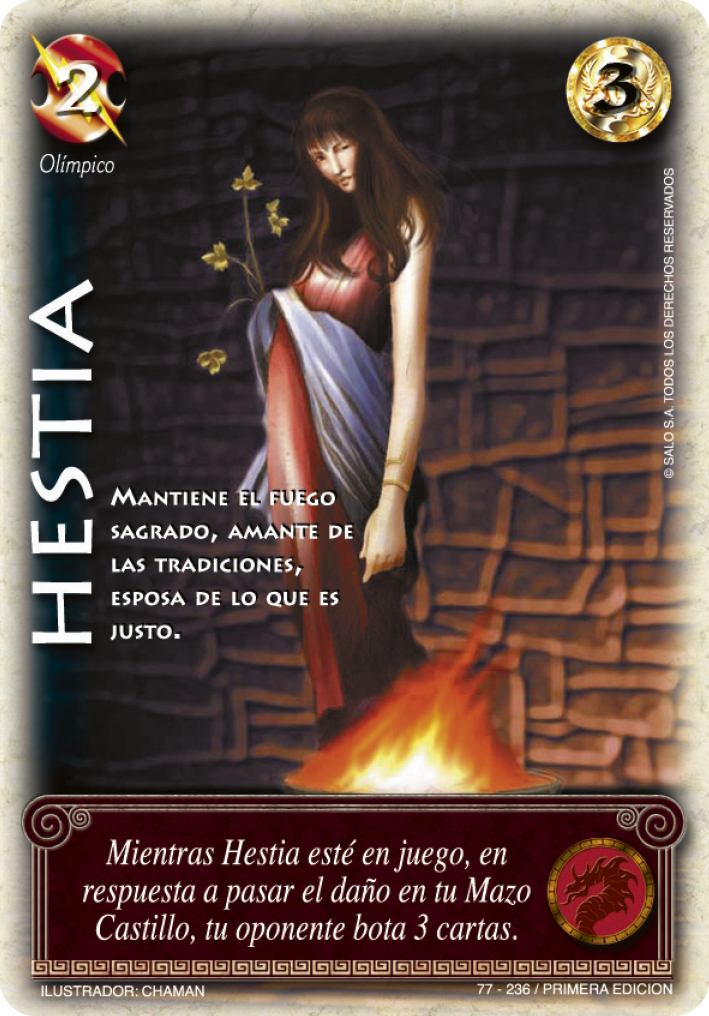 2
3
Olímpico
© SALO S.A. TODOS LOS DERECHOS RESERVADOS
HESTIA
MANTIENE EL FUEGO
SAGRADO, AMANTE DE
LAS TRADICIONES,
ESPOSA DE LO QUE ES
JUSTO.
Mientras Hestia esté en juego, en
respuesta a pasar el daño en tu Mazo
Castillo, tu oponente bota 3 cartas.
ILUSTRADOR: CHAMAN
77 - 236 / PRIMERA EDICION